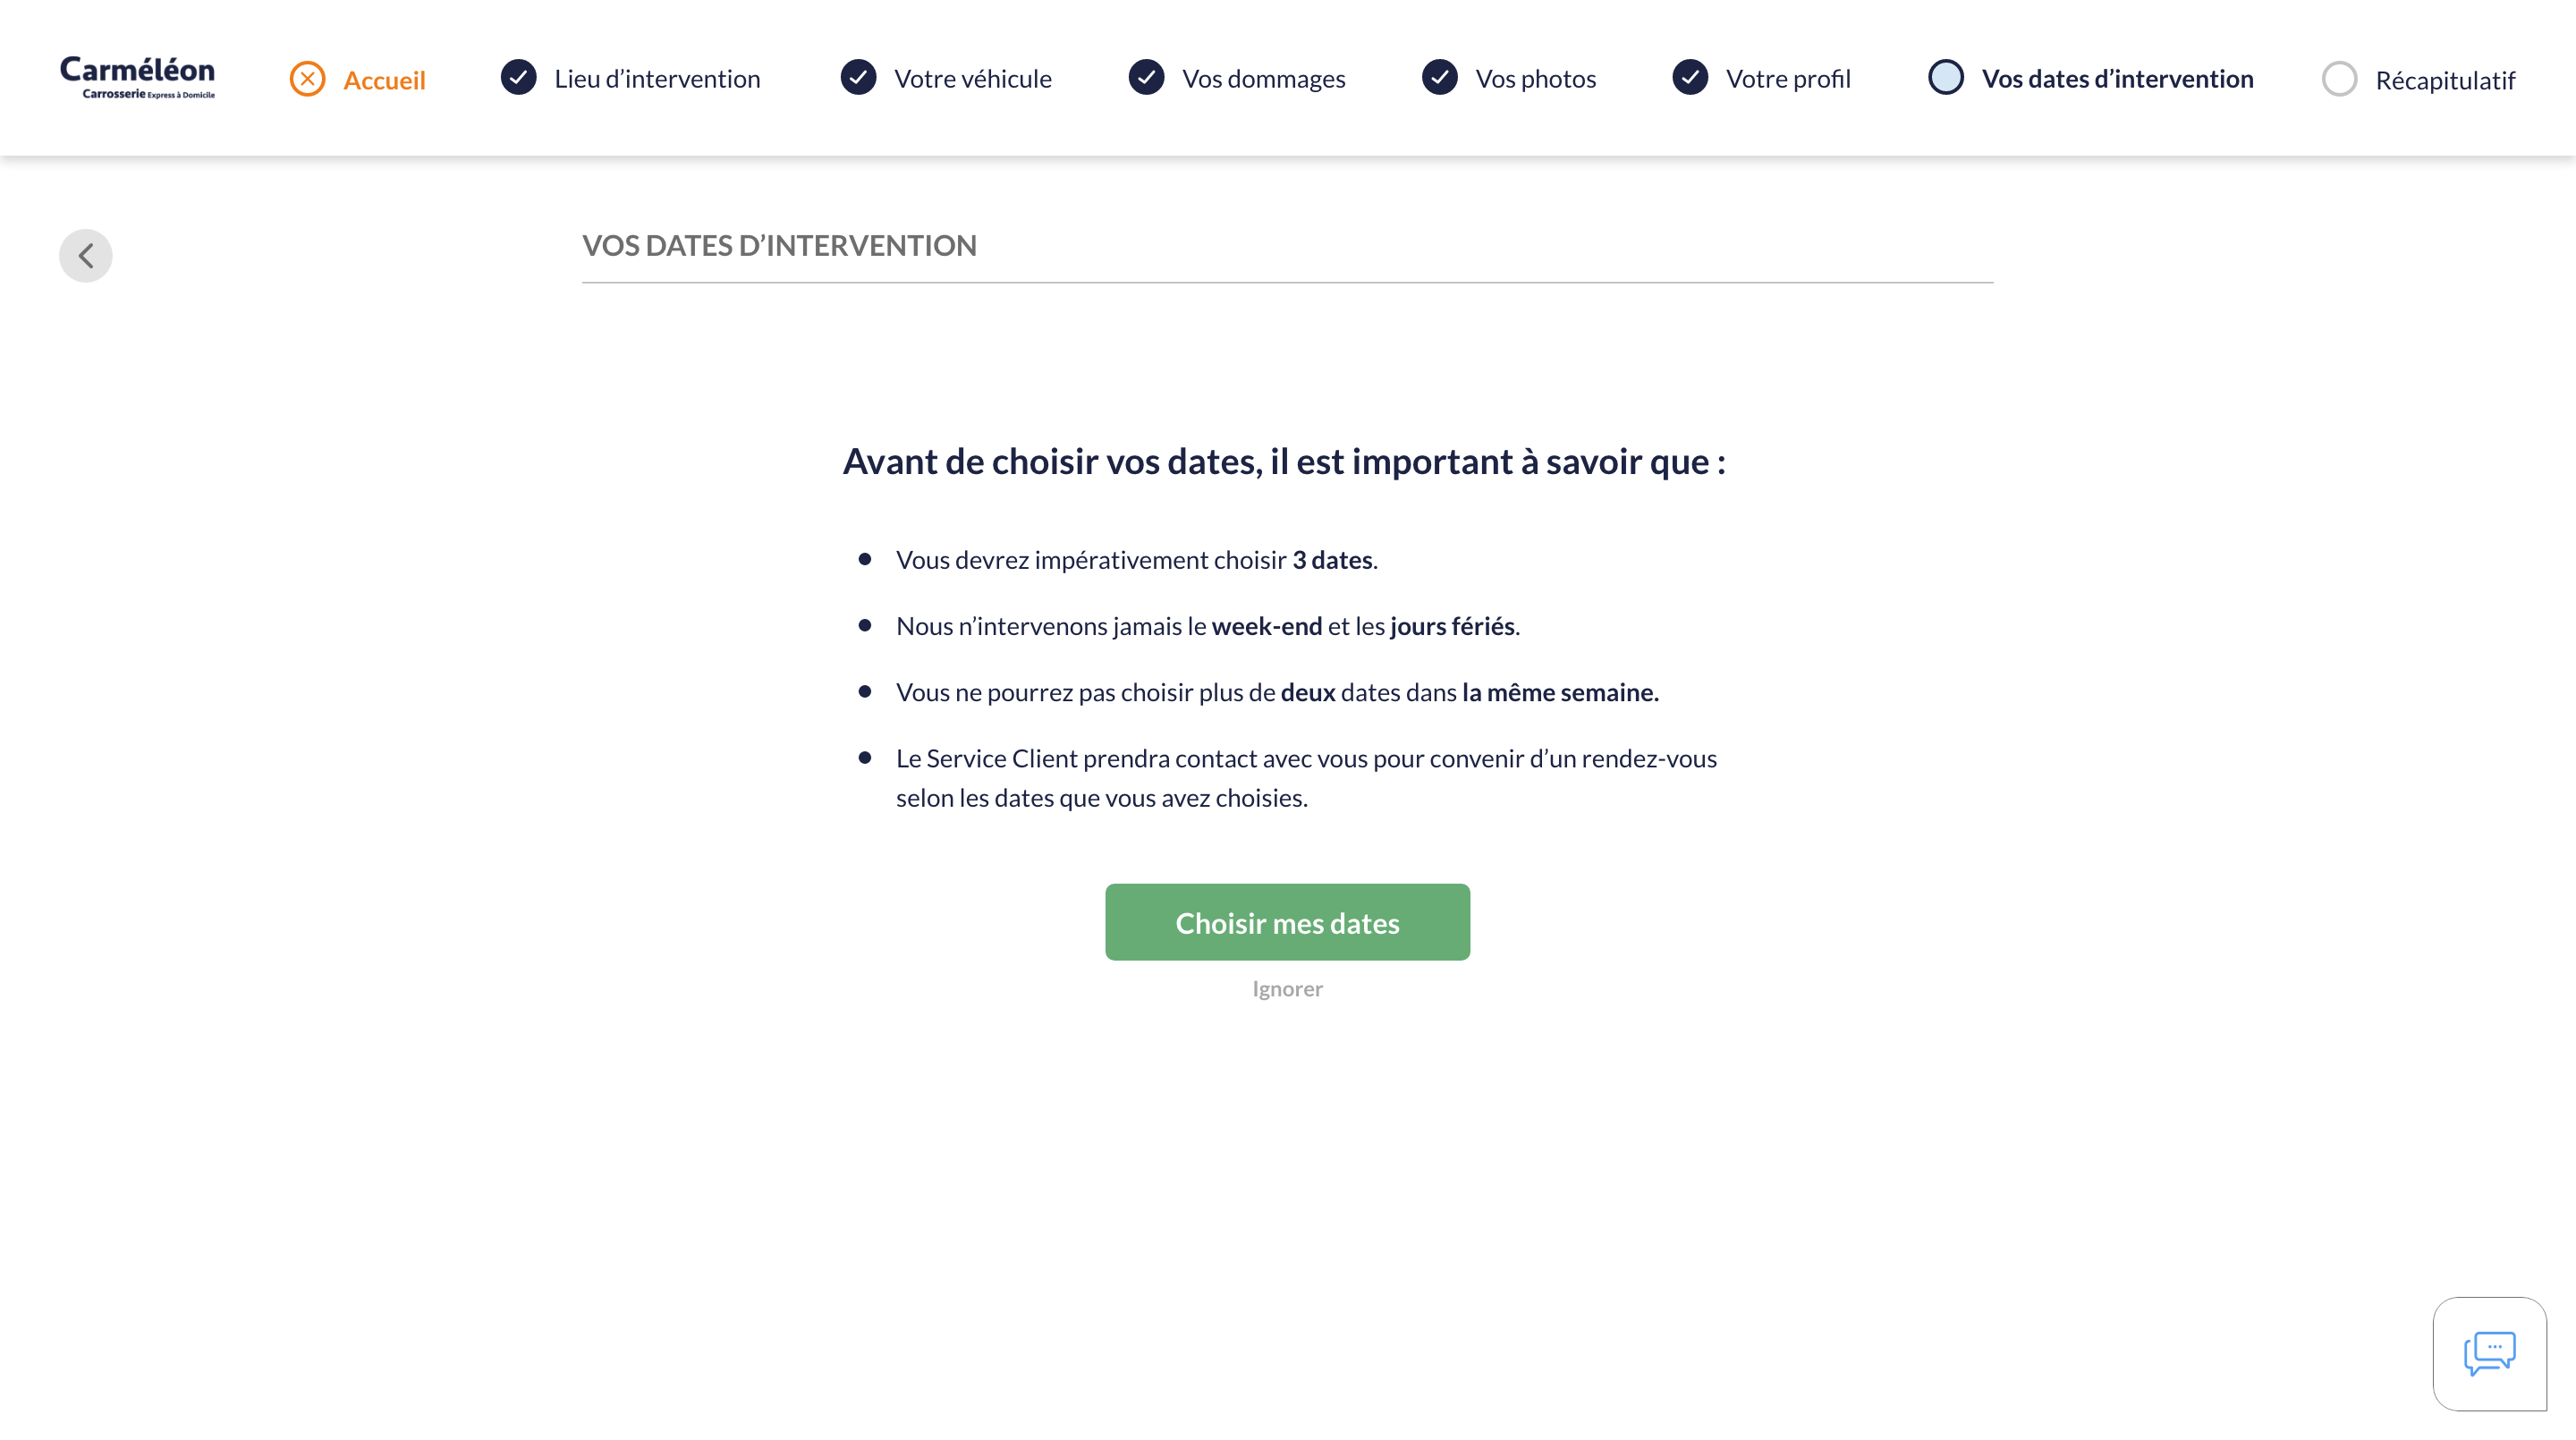 Carméléon
Carrosserie Express à Domicile
Accueil
Lieu d’intervention
Votre véhicule
Vos dommages
Vos photos
Votre profil
Vos dates d’intervention
Récapitulatif
VOS DATES D’INTERVENTION
Avant de choisir vos dates, il est important à savoir que :
Vous devrez impérativement choisir 3 dates.
Nous n’intervenons jamais le week-end et les jours fériés.
Vous ne pourrez pas choisir plus de deux dates dans la même semaine.
Le Service Client prendra contact avec vous pour convenir d’un rendez-vous
selon les dates que vous avez choisies.
Choisir mes dates
Ignorer